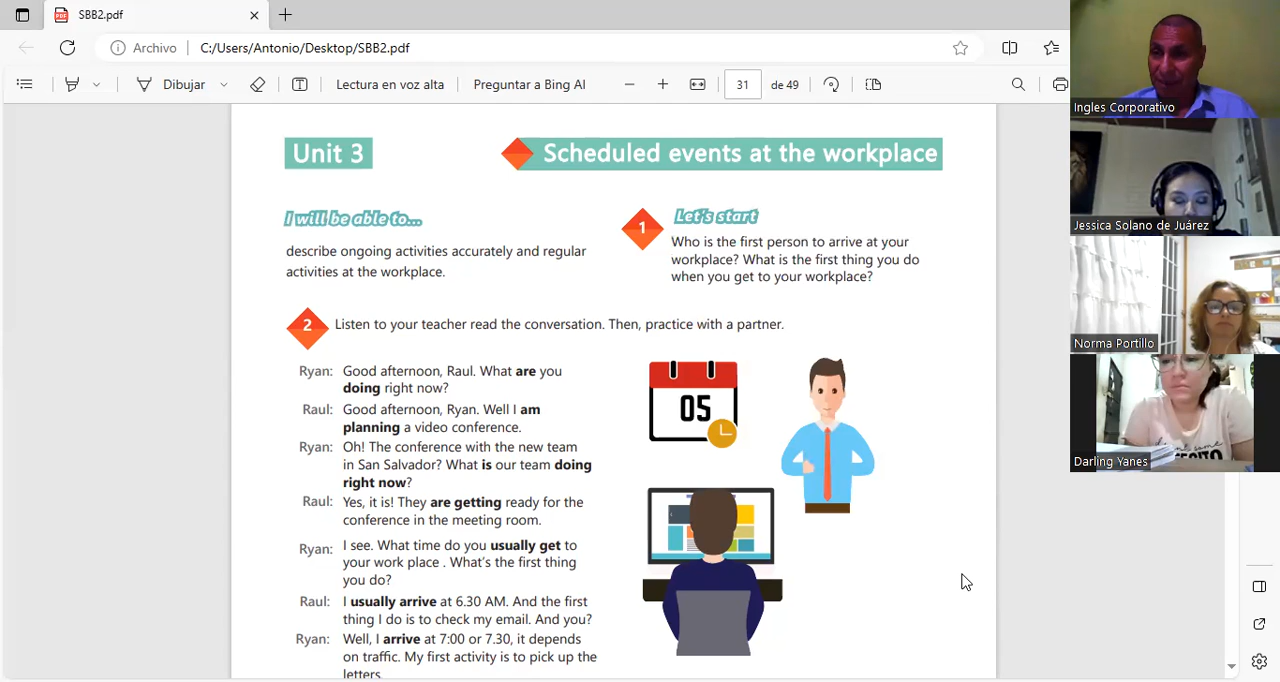 SBB2.pdf
Archivo
C:/Users/Antonio/Desktop/SBB2.pdf
Dibujar
Lectura en voz alta
Preguntar a Bing AI
31
de 49
Unit 3
Scheduled events at the workplace
I will be able to...
describe ongoing activities accurately and regular
activities at the workplace.
1
Let's start
Who is the first person to arrive at your
workplace? What is the first thing you do
when you get to your workplace?
2
Listen to your teacher read the conversation. Then, practice with a partner.
Ryan: Good afternoon, Raul. What are you
doing right now?
Raul: Good afternoon, Ryan. Well I am
planning a video conference.
Ryan: Oh! The conference with the new team
in San Salvador? What is our team doing
right now?
Raul: Yes, it is! They are getting ready for the
conference in the meeting room.
Ryan: I see. What time do you usually get to
your work place . What's the first thing
you do?
Raul: I usually arrive at 6.30 AM. And the first
thing I do is to check my email. And you?
Ryan: Well, I arrive at 7:00 or 7.30, it depends
on traffic. My first activity is to pick up the
letters.
05
Ingles Corporativo
Jessica Solano de Juárez
Norma Portillo
Darling Yanes